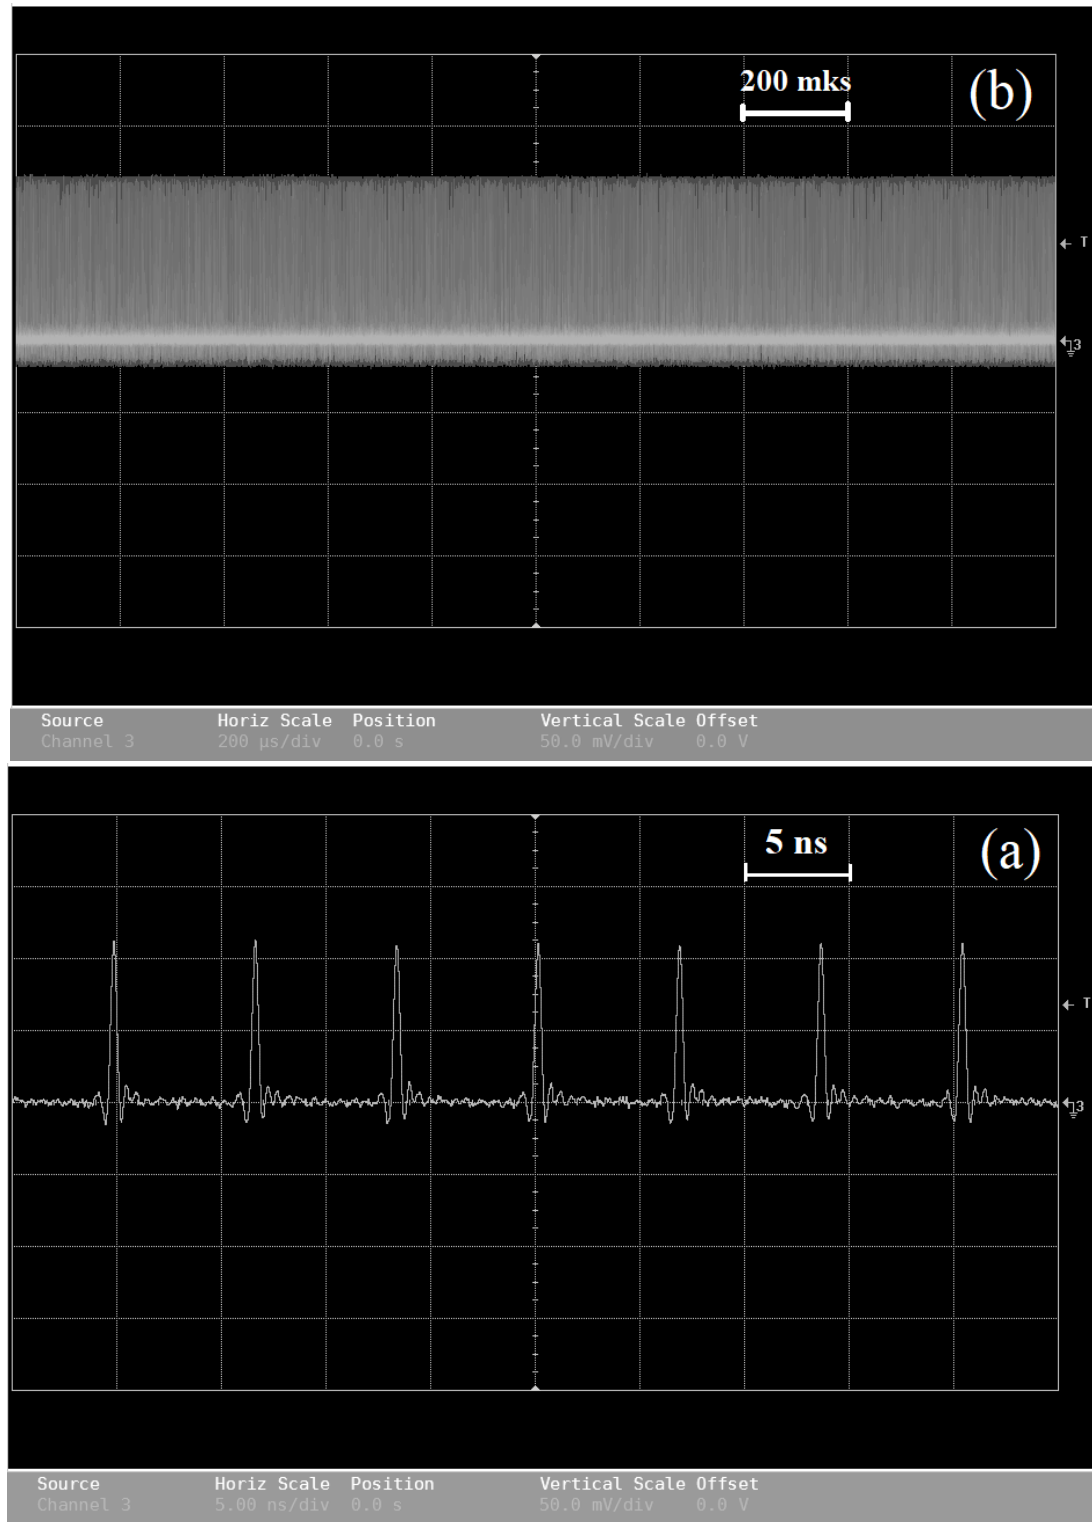 200 mks
(b)
T
3
Source Horiz Scale Position Vertical Scale Offset
Channel 3 200 µs/div 0.0 s 50.0 mV/div 0.0 V
5 ns
(a)
T
3
Source Horiz Scale Position Vertical Scale Offset
Channel 3 5.00 ns/div 0.0 s 50.0 mV/div 0.0 V